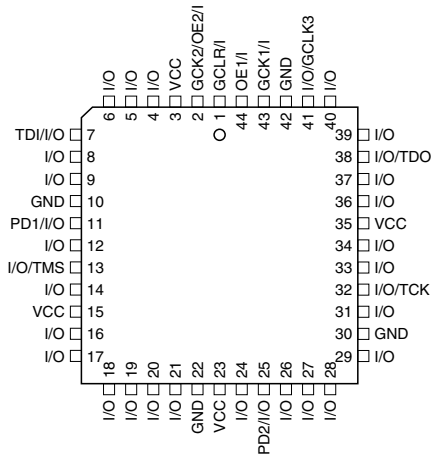 I/O
I/O
I/O
VCC
GCK2/OE2/I
GCLR/I
OE1/I
GCK1/I
GND
I/O/GCLK3
I/O
6
5
4
3
2
1
44
43
42
41
40
TDI/I/O 7
I/O 8
I/O 9
GND 10
PD1/I/O 11
I/O 12
I/O/TMS 13
I/O 14
VCC 15
I/O 16
I/O 17
39 I/O
38 I/O/TDO
37 I/O
36 I/O
35 VCC
34 I/O
33 I/O
32 I/O/TCK
31 I/O
30 GND
29 I/O
18
19
20
21
22
23
24
25
26
27
28
I/O
I/O
I/O
I/O
GND
VCC
I/O
PD2/I/O
I/O
I/O
I/O